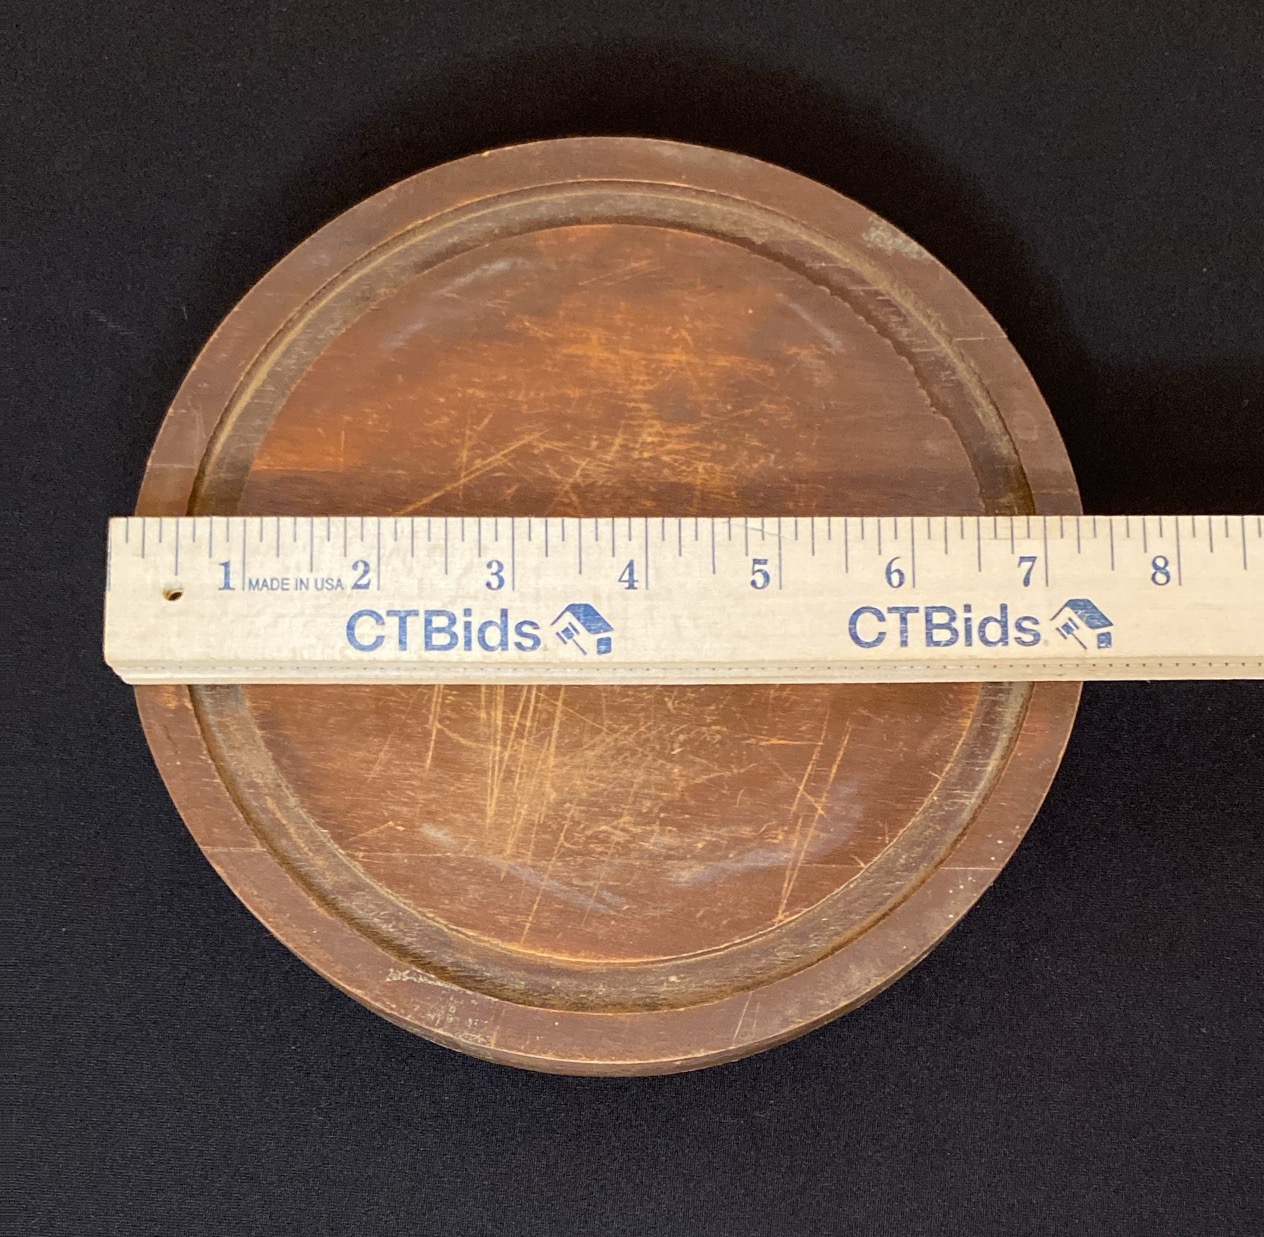 1 2 3 4 5 6 7 8
MADE IN USA
CTBids CTBids